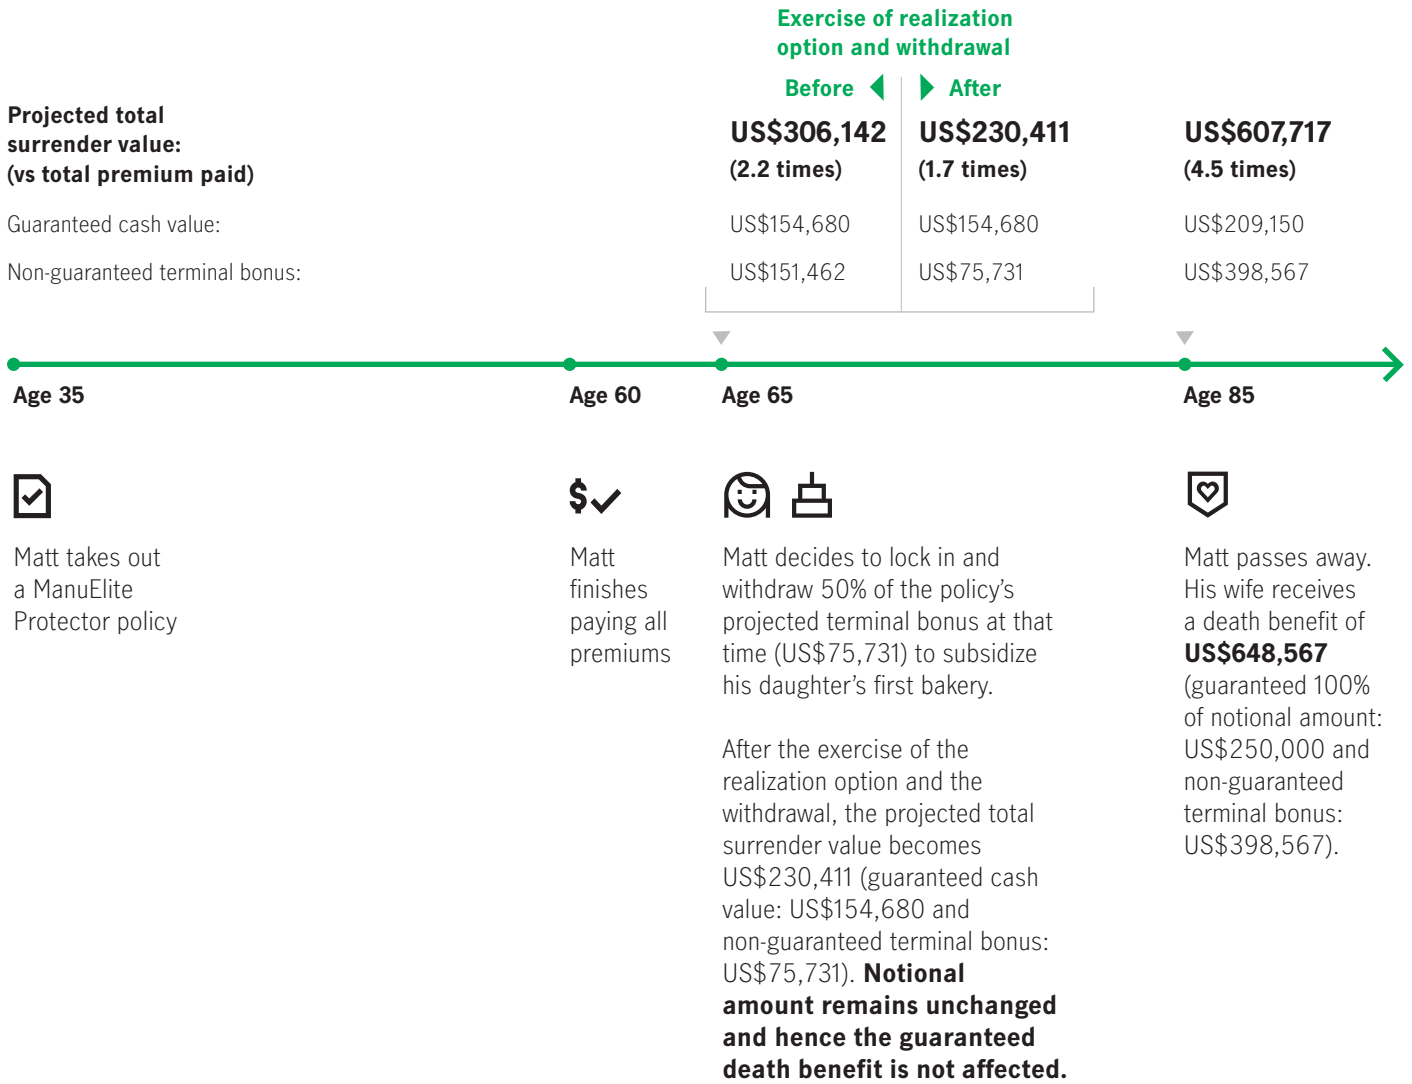 Exercise of realization
option and withdrawal
Before
After
Projected total
surrender value:
(vs total premium paid)
US$306,142
(2.2 times)
US$230,411
(1.7 times)
US$607,717
(4.5 times)
Guaranteed cash value:
US$154,680
US$154,680
US$209,150
Non-guaranteed terminal bonus:
US$151,462
US$75,731
US$398,567
Age 35
Age 60
Age 65
Age 85
$
Matt takes out
a ManuElite
Protector policy
Matt
finishes
paying all
premiums
Matt decides to lock in and
withdraw 50% of the policy’s
projected terminal bonus at that
time (US$75,731) to subsidize
his daughter’s first bakery.
After the exercise of the
realization option and the
withdrawal, the projected total
surrender value becomes
US$230,411 (guaranteed cash
value: US$154,680 and
non-guaranteed terminal bonus:
US$75,731). Notional
amount remains unchanged
and hence the guaranteed
death benefit is not affected.
Matt passes away.
His wife receives
a death benefit of
US$648,567
(guaranteed 100%
of notional amount:
US$250,000 and
non-guaranteed
terminal bonus:
US$398,567).